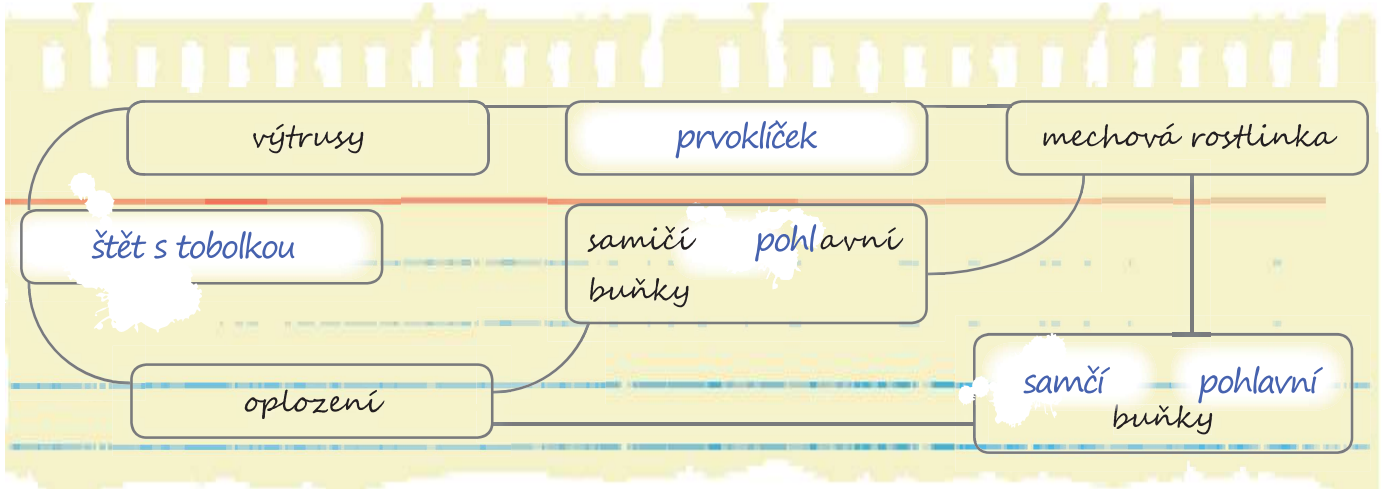 výtrusy
prvoklíček
mechová rostlinka
štět s tobolkou
samičí pohlavní
buňky
oplození
samčí pohlavní
buňky